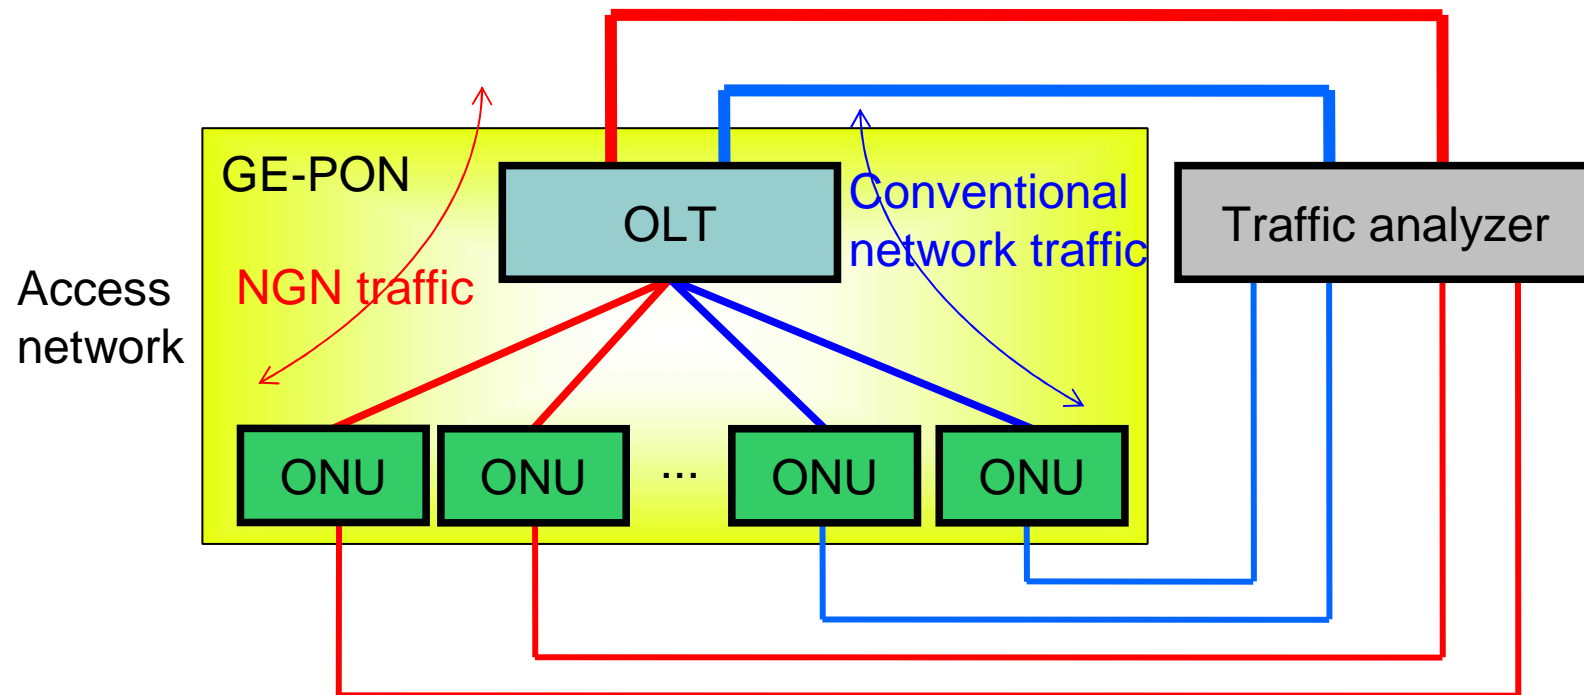 GE-PON
OLT
Conventional
network traffic
Traffic analyzer
NGN traffic
Access
network
ONU
ONU
...
ONU
ONU